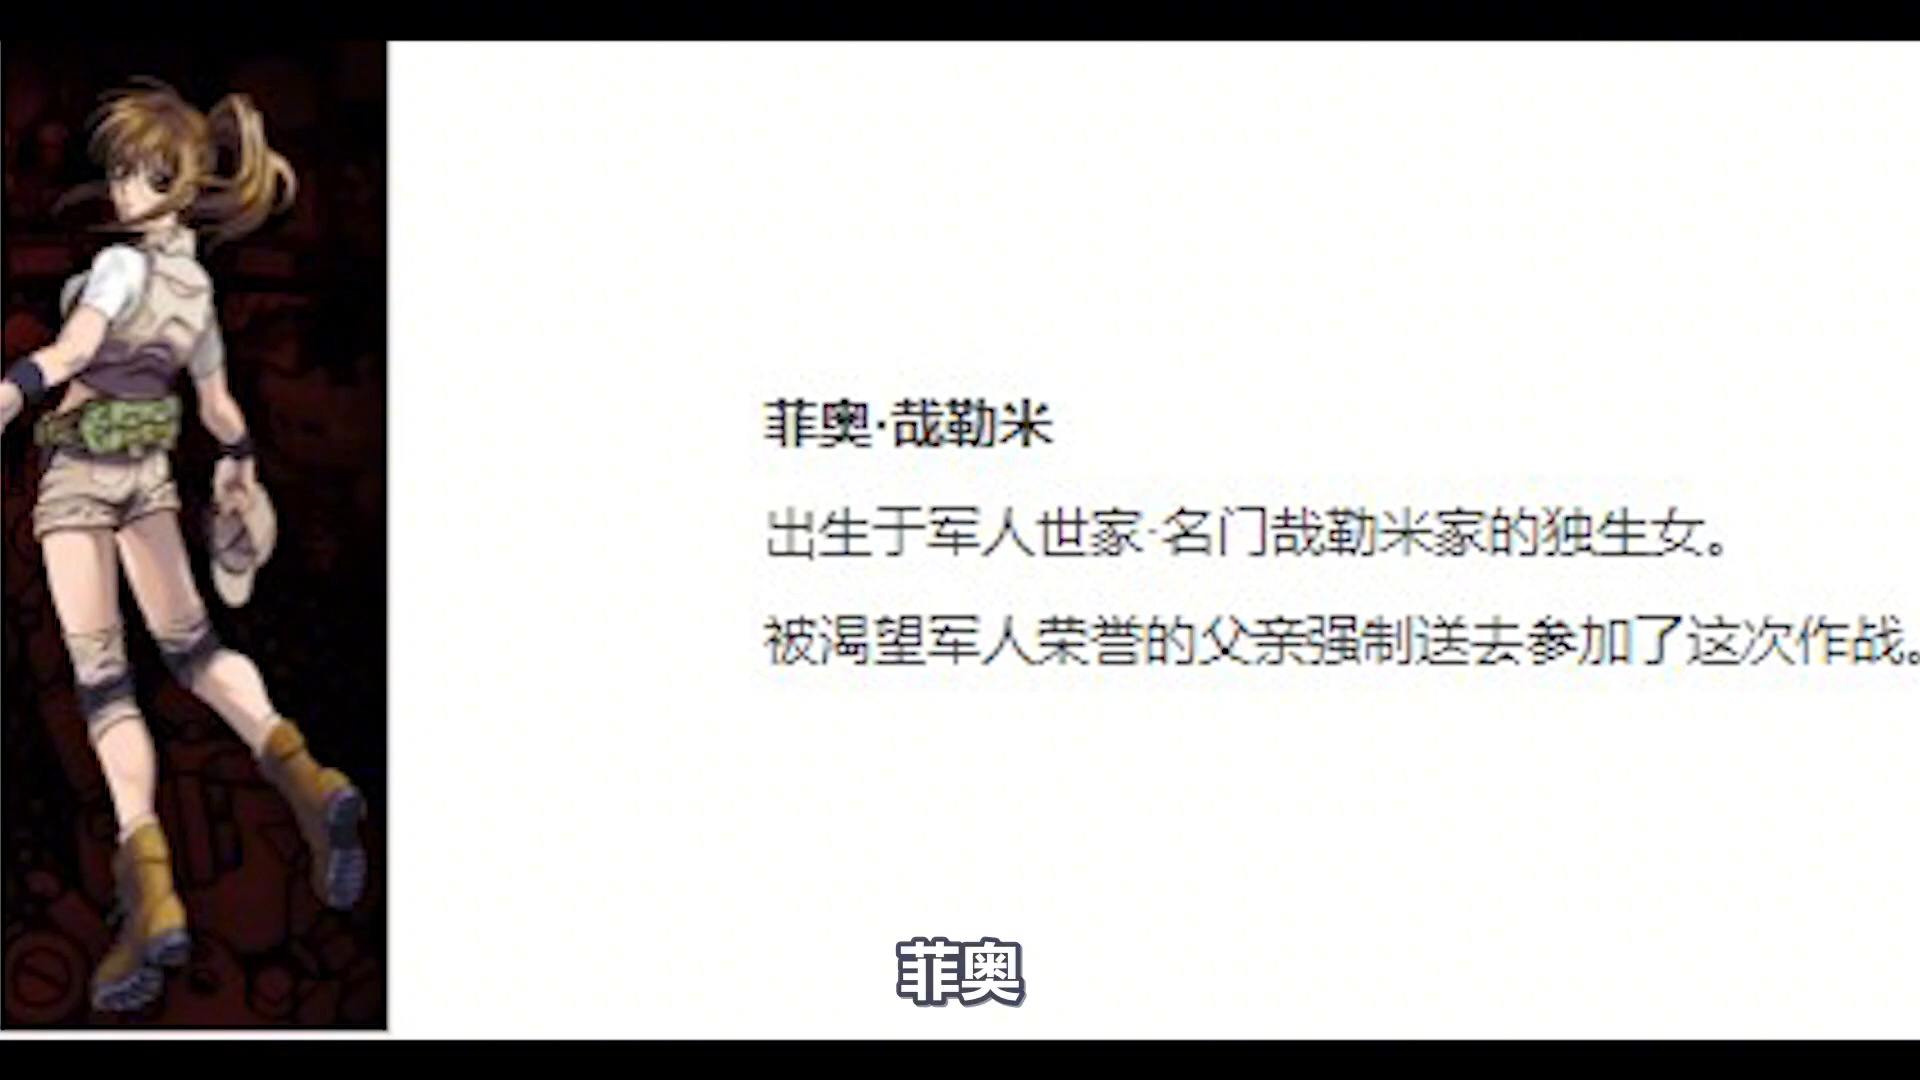 菲奥·哉勒米
出生于军人世家·名门哉勒米家的独生女。
被渴望军人荣誉的父亲强制送去参加了这次作战。
菲奥